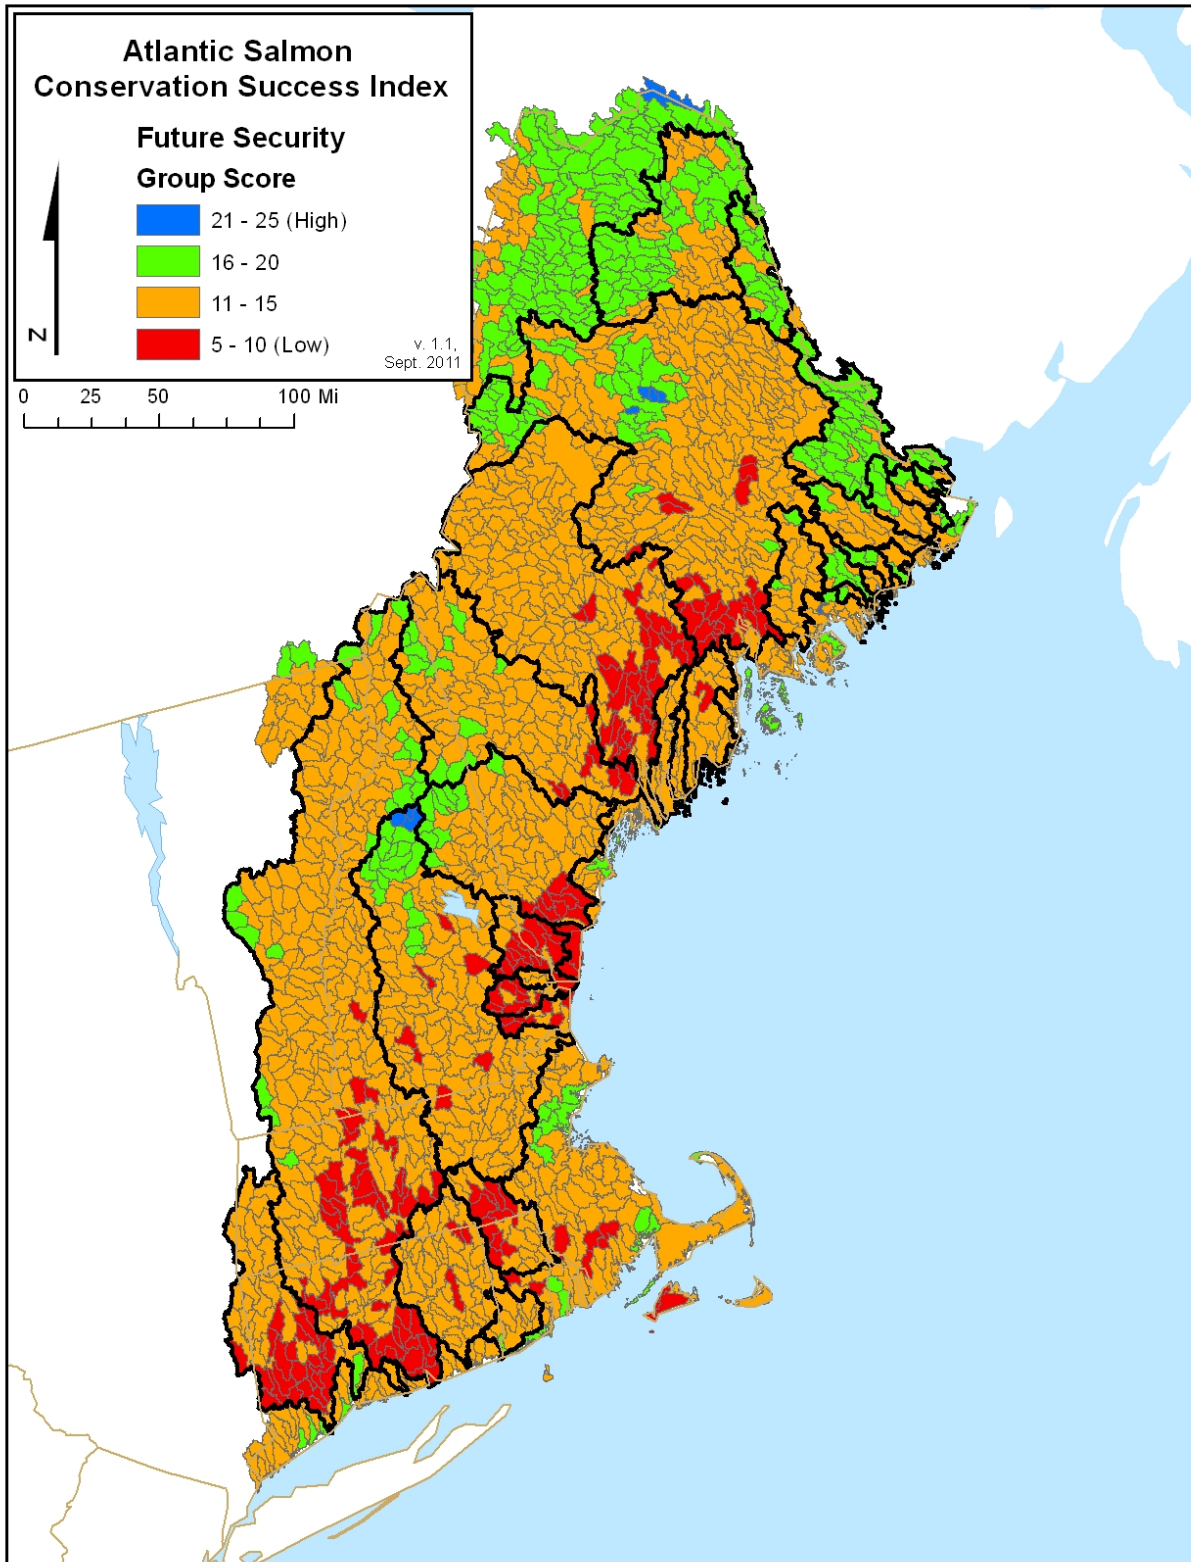 Atlantic Salmon
Conservation Success Index
Future Security
Group Score
21 - 25 (High)
16 - 20
11 - 15
5 - 10 (Low)
N
v. 1.1,
Sept. 2011
0 25 50 100 Mi